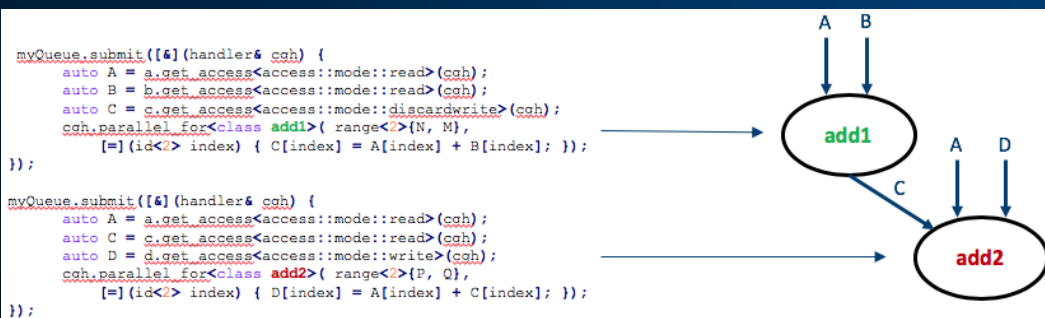 myQueue.submit([&](handler& cgh) {
auto A = a.get_access<access::mode::read>(cgh);
auto B = b.get_access<access::mode::read>(cgh);
auto C = c.get_access<access::mode::discardwrite>(cgh);
cgh.parallel_for<class add1>( range<2>{N, M},
[=](id<2> index) { C[index] = A[index] + B[index]; });
});
myQueue.submit([&](handler& cgh) {
auto A = a.get_access<access::mode::read>(cgh);
auto C = c.get_access<access::mode::read>(cgh);
auto D = d.get_access<access::mode::write>(cgh);
cgh.parallel_for<class add2>( range<2>{P, Q},
[=](id<2> index) { D[index] = A[index] + C[index]; });
});
A B
add1
A D
C
add2